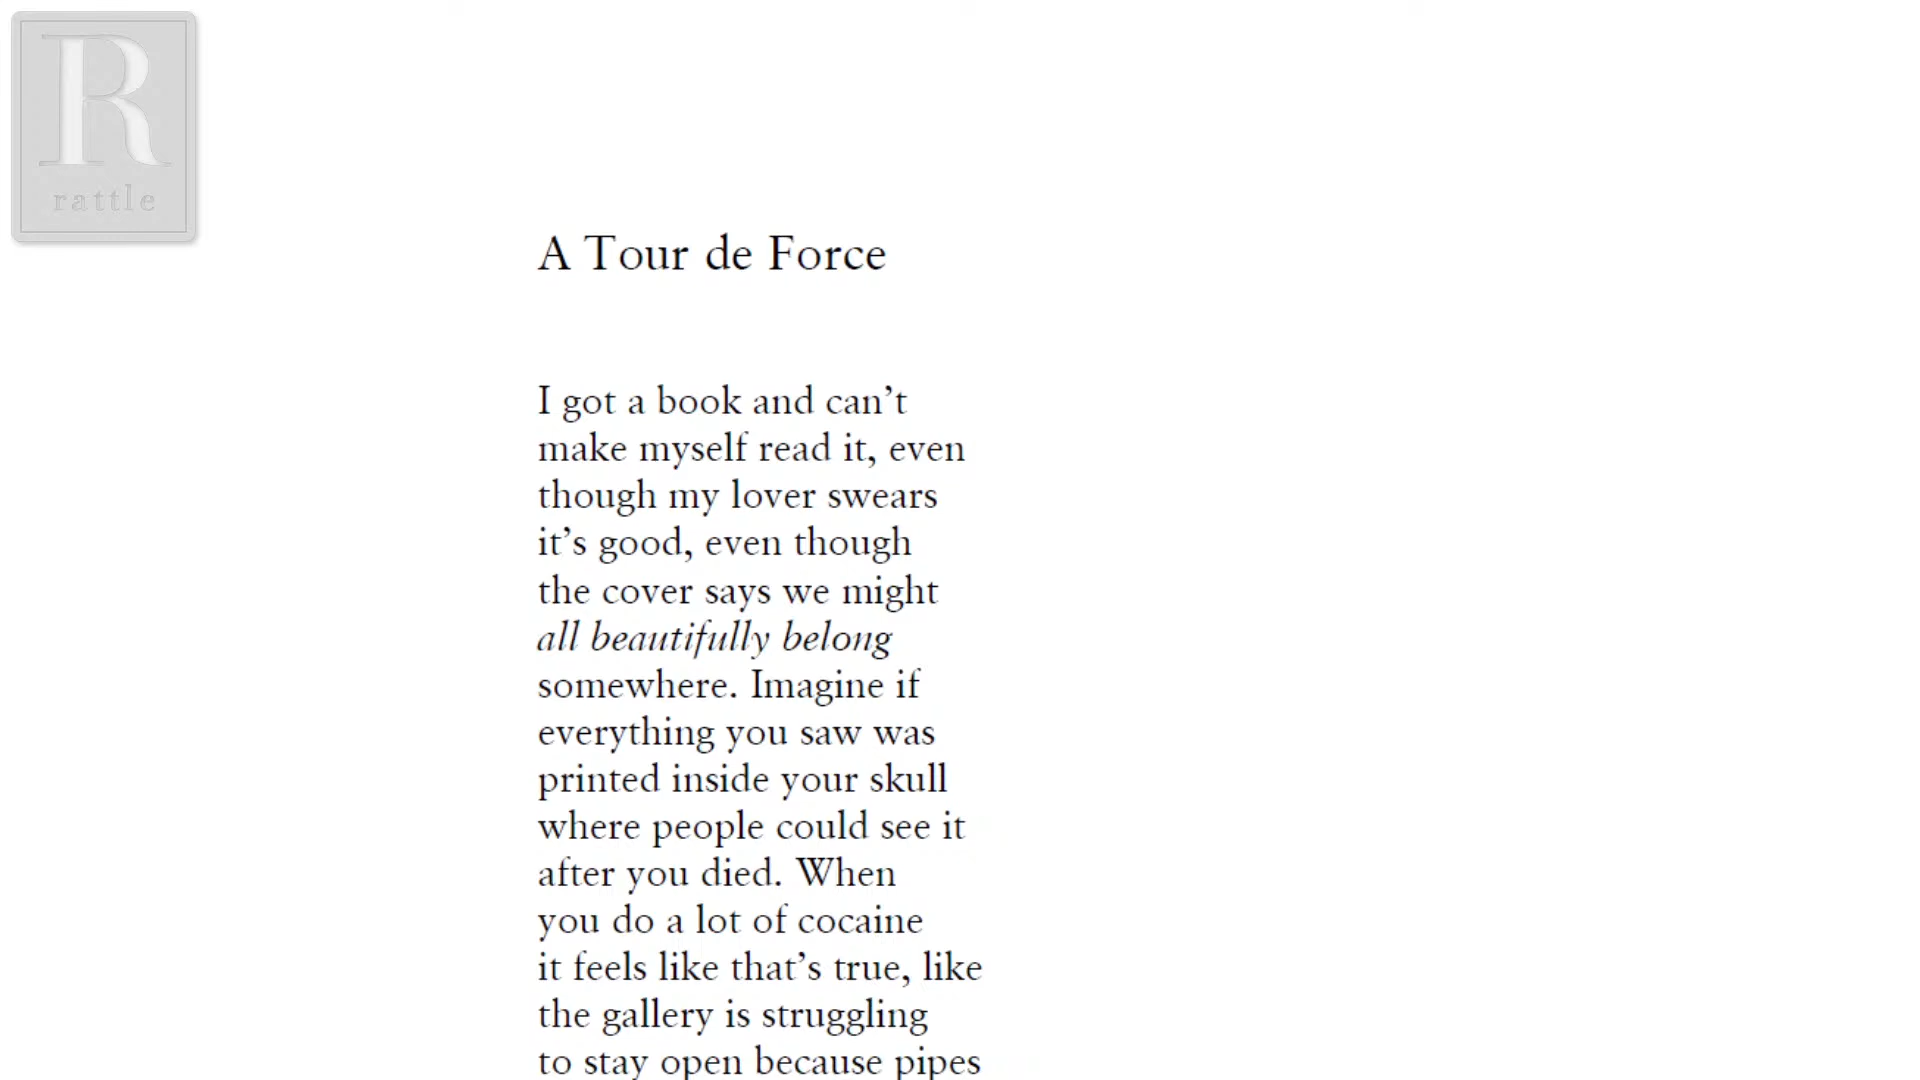 R
rattle
A Tour de Force
I got a book and can’t
make myself read it, even
though my lover swears
it’s good, even though
the cover says we might
all beautifully belong
somewhere. Imagine if
everything you saw was
printed inside your skull
where people could see it
after you died. When
you do a lot of cocaine
it feels like that’s true, like
the gallery is struggling
to stay open because pipes